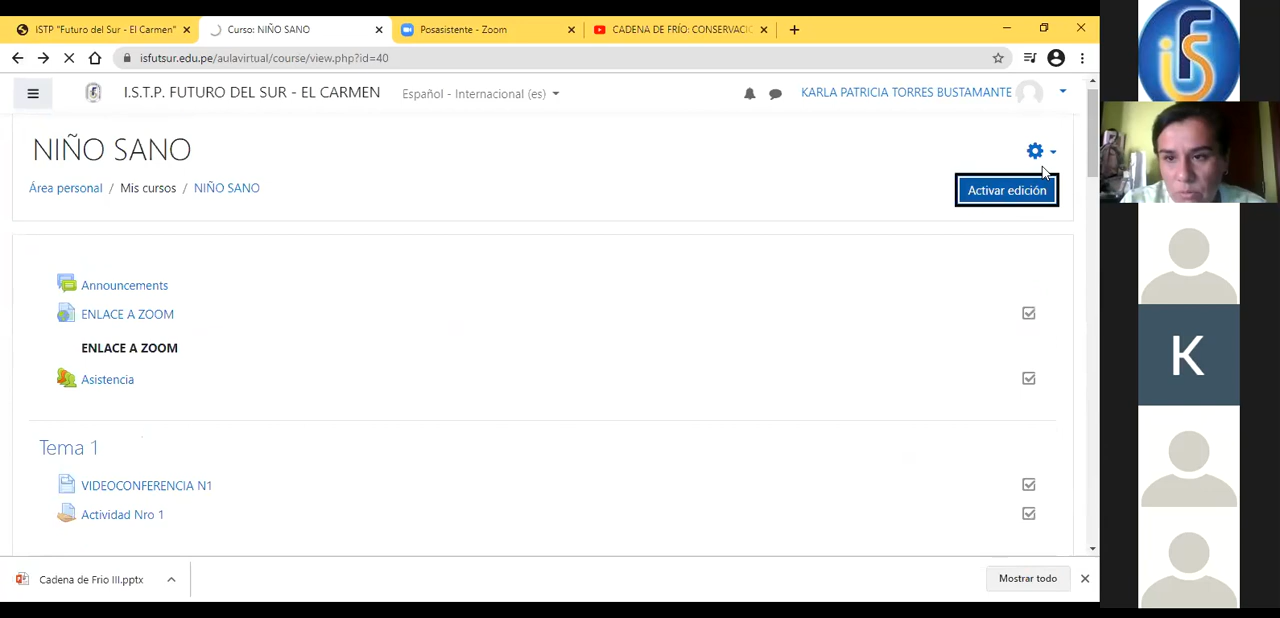 ISTP "Futuro del Sur - El Carmen"
Curso: NIÑO SANO
Posasistente - Zoom
CADENA DE FRÍO: CONSERVACIÓ
isfutsur.edu.pe/aulavirtual/course/view.php?id=40
I.S.T.P. FUTURO DEL SUR - EL CARMEN
Español - Internacional (es)
KARLA PATRICIA TORRES BUSTAMANTE
NIÑO SANO
Área personal / Mis cursos / NIÑO SANO
Activar edición
Announcements
ENLACE A ZOOM
ENLACE A ZOOM
Asistencia
Tema 1
VIDEOCONFERENCIA N1
Actividad Nro 1
Cadena de Frio III.pptx
Mostrar todo
iFS
K